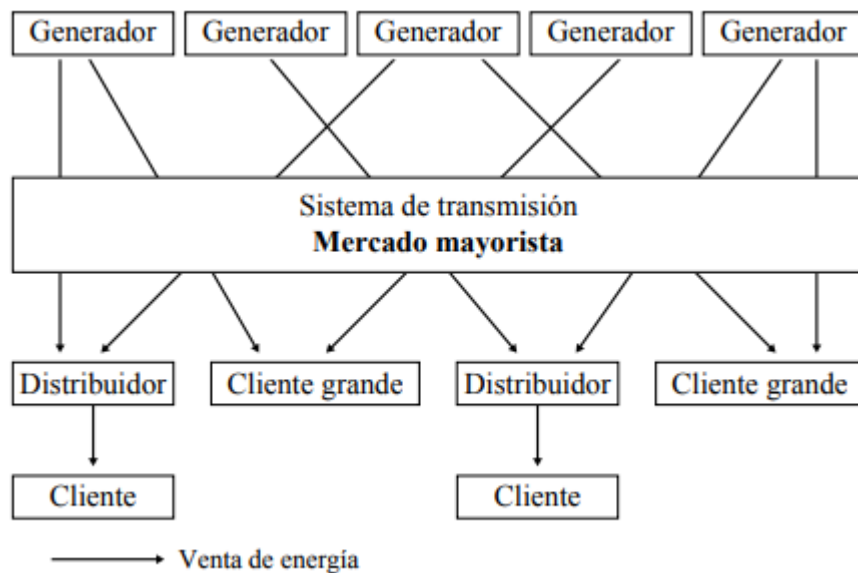 Generador
Generador
Generador
Generador
Generador
Sistema de transmisión
Mercado mayorista
Distribuidor
Cliente grande
Distribuidor
Cliente grande
Cliente
Cliente
Venta de energía